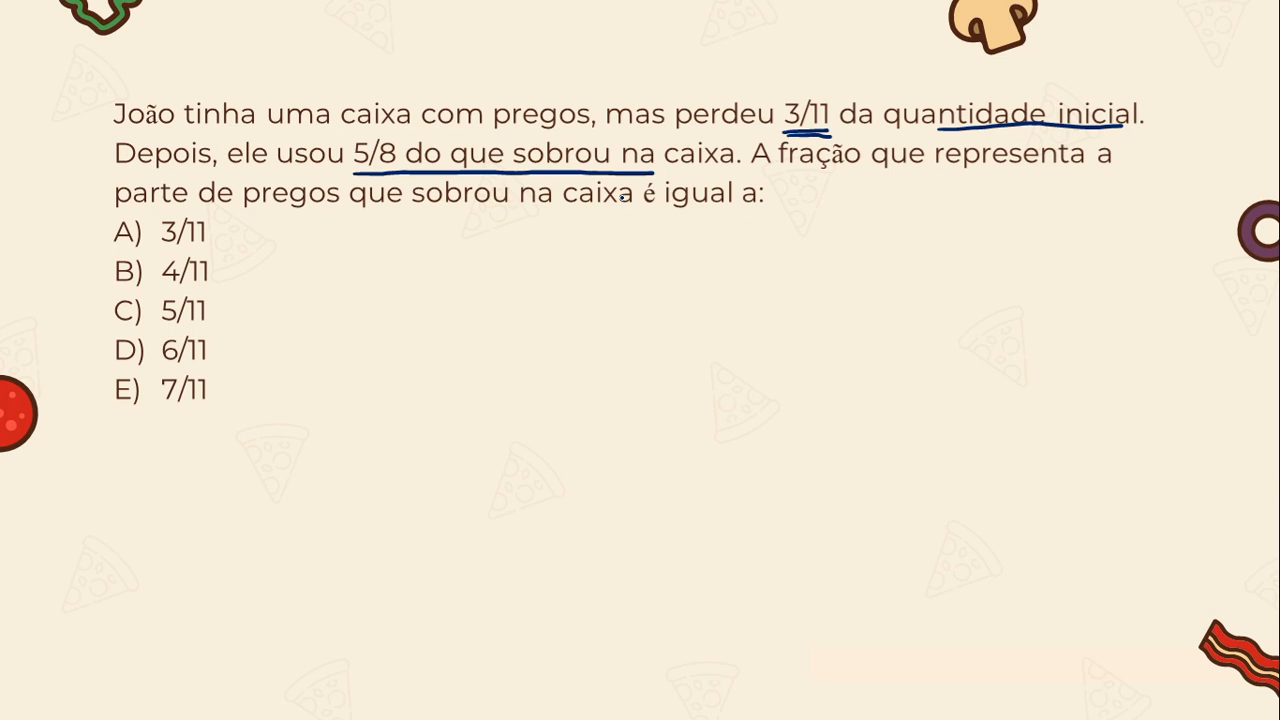 João tinha uma caixa com pregos, mas perdeu 3/11 da quantidade inicial.
Depois, ele usou 5/8 do que sobrou na caixa. A fração que representa a
parte de pregos que sobrou na caixa é igual a:
A) 3/11
B) 4/11
C) 5/11
D) 6/11
E) 7/11